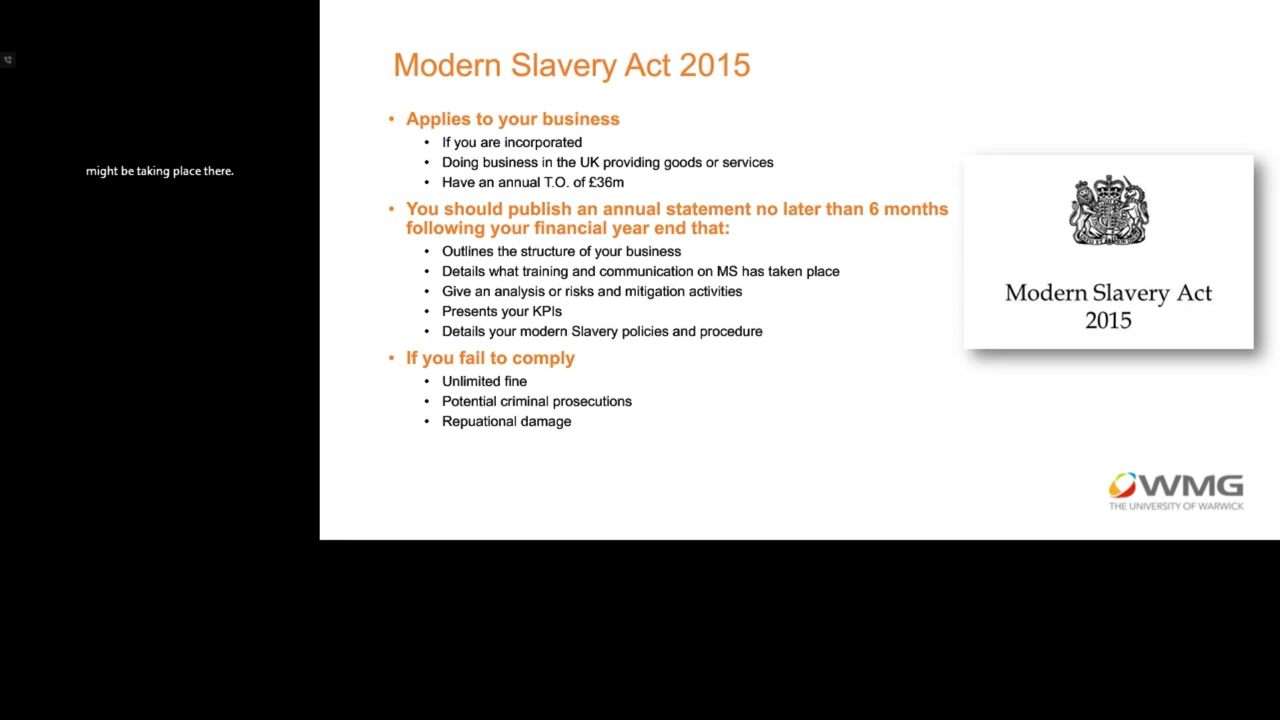 might be taking place there.
Modern Slavery Act 2015
• Applies to your business
• If you are incorporated
• Doing business in the UK providing goods or services
• Have an annual T.O. of £36m
• You should publish an annual statement no later than 6 months
following your financial year end that:
• Outlines the structure of your business
• Details what training and communication on MS has taken place
• Give an analysis or risks and mitigation activities
• Presents your KPIs
• Details your modern Slavery policies and procedure
• If you fail to comply
• Unlimited fine
• Potential criminal prosecutions
• Repuational damage
Modern Slavery Act
2015
WMG
THE UNIVERSITY OF WARWICK